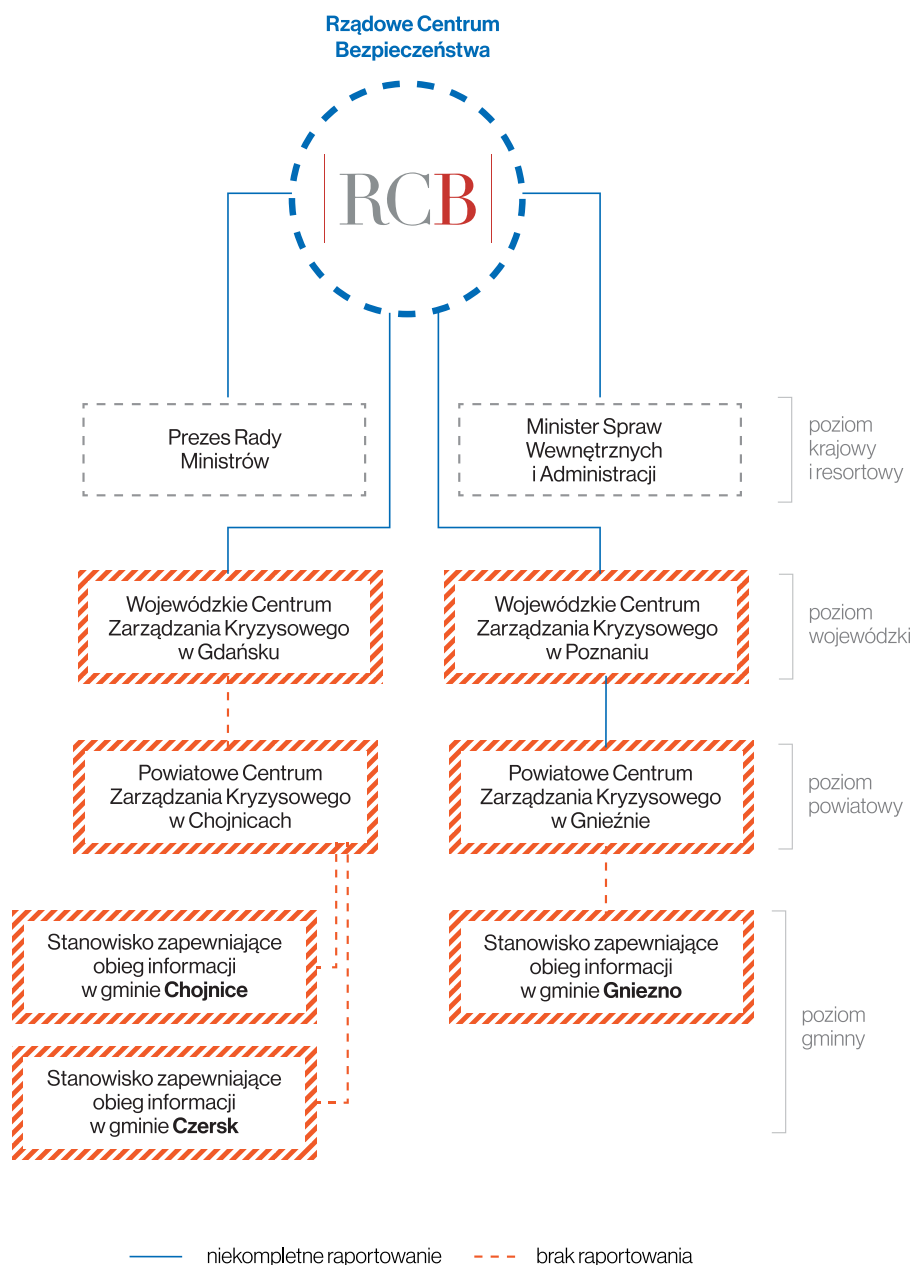 Rządowe Centrum
Bezpieczeństwa
RCB
Prezes Rady
Ministrów
Minister Spraw
Wewnętrznych
i Administracji
poziom
krajowy
i resortowy
Wojewódzkie Centrum
Zarządzania Kryzysowego
w Gdańsku
Wojewódzkie Centrum
Zarządzania Kryzysowego
w Poznaniu
poziom
wojewódzki
Powiatowe Centrum
Zarządzania Kryzysowego
w Chojnicach
Powiatowe Centrum
Zarządzania Kryzysowego
w Gnieźnie
poziom
powiatowy
Stanowisko zapewniające
obieg informacji
w gminie Chojnice
Stanowisko zapewniające
obieg informacji
w gminie Gniezno
poziom
gminny
Stanowisko zapewniające
obieg informacji
w gminie Czersk
niekompletne raportowanie
brak raportowania